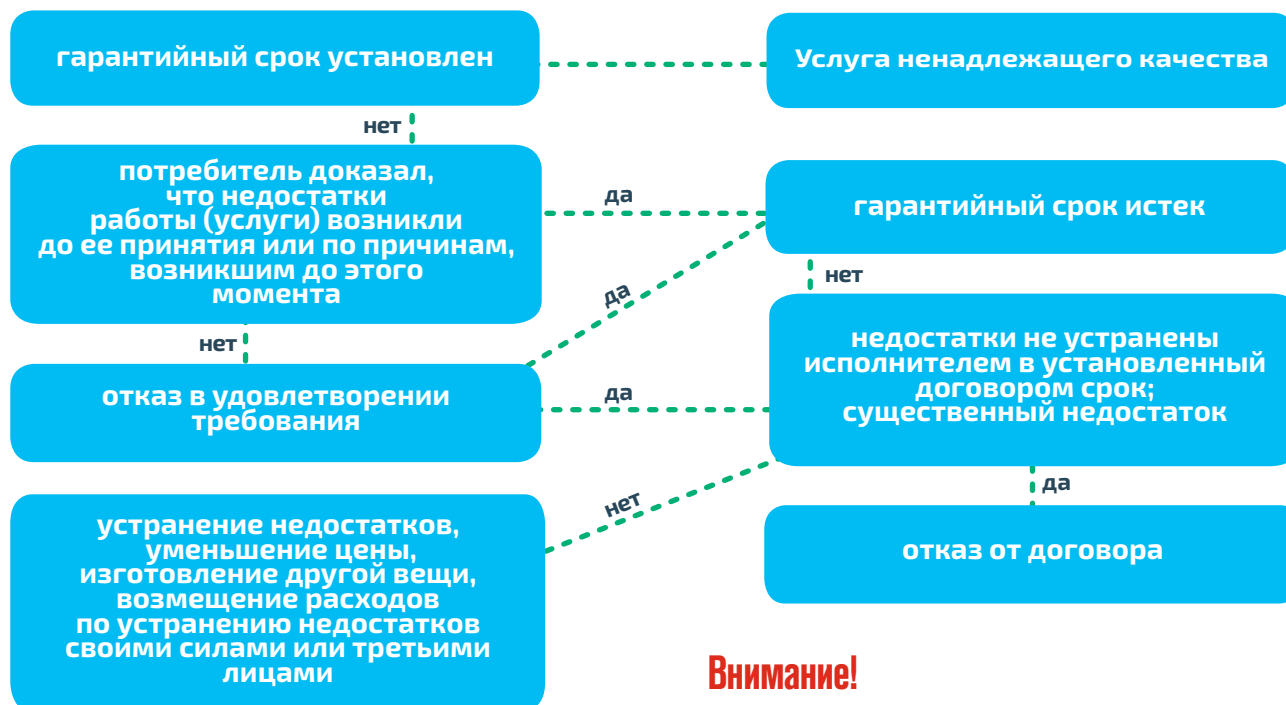 гарантийный срок установлен
Услуга ненадлежащего качества
нет
потребитель доказал,
что недостатки
работы (услуги) возникли
до ее принятия или по причинам,
возникшим до этого
момента
да
гарантийный срок истек
да
нет
нет
недостатки не устранены
исполнителем в установленный
договором срок;
существенный недостаток
отказ в удовлетворении
требования
да
да
нет
устранение недостатков,
уменьшение цены,
изготовление другой вещи,
возмещение расходов
по устранению недостатков
своими силами или третьими
лицами
отказ от договора
Внимание!